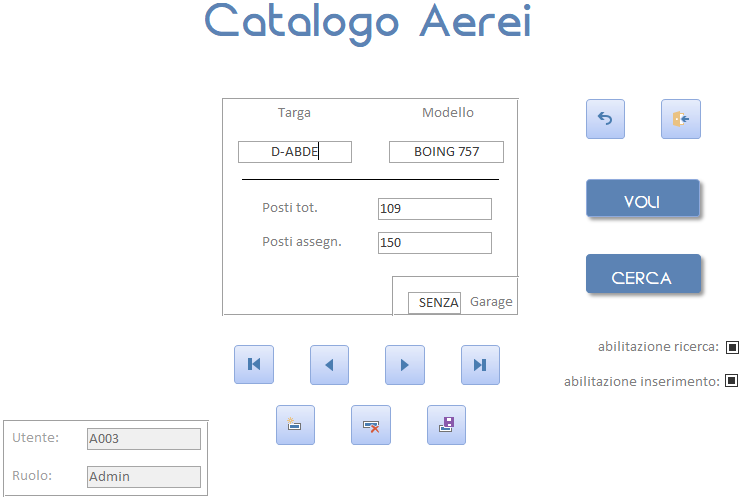 Catalogo Aerei
Targa Modello
D-ABDE BOING 757
Posti tot. 109
Posti assegn. 150
SENZA Garage
VOLI
CERCA
abilitazione ricerca:
abilitazione inserimento:
Utente: A003
Ruolo: Admin